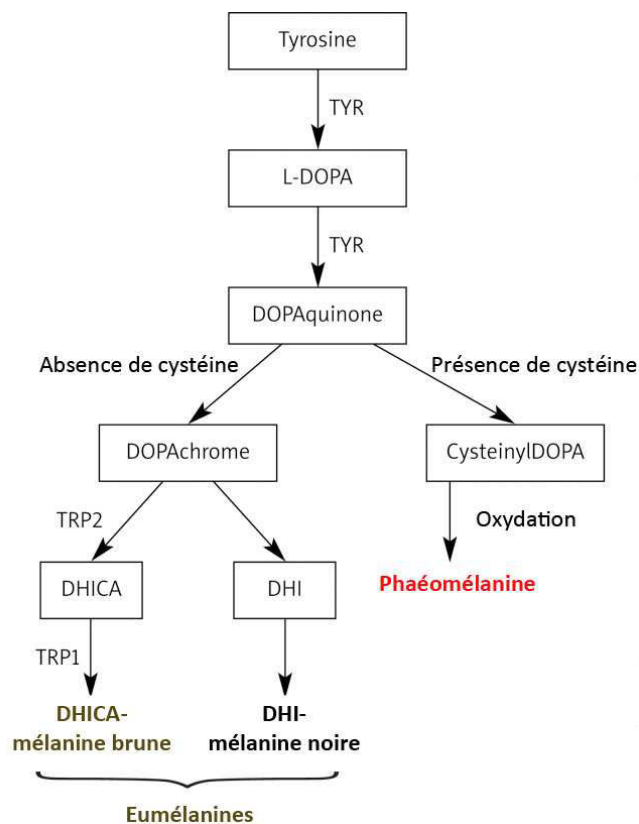 Tyrosine
TYR
L-DOPA
TYR
DOPAquinone
Absence de cystéine
Présence de cystéine
DOPAchrome
CysteinylDOPA
TRP2
Oxydation
DHICA
DHI
Phaéomélanine
TRP1
DHICA-
mélanine brune
DHI-
mélanine noire
Eumélanines